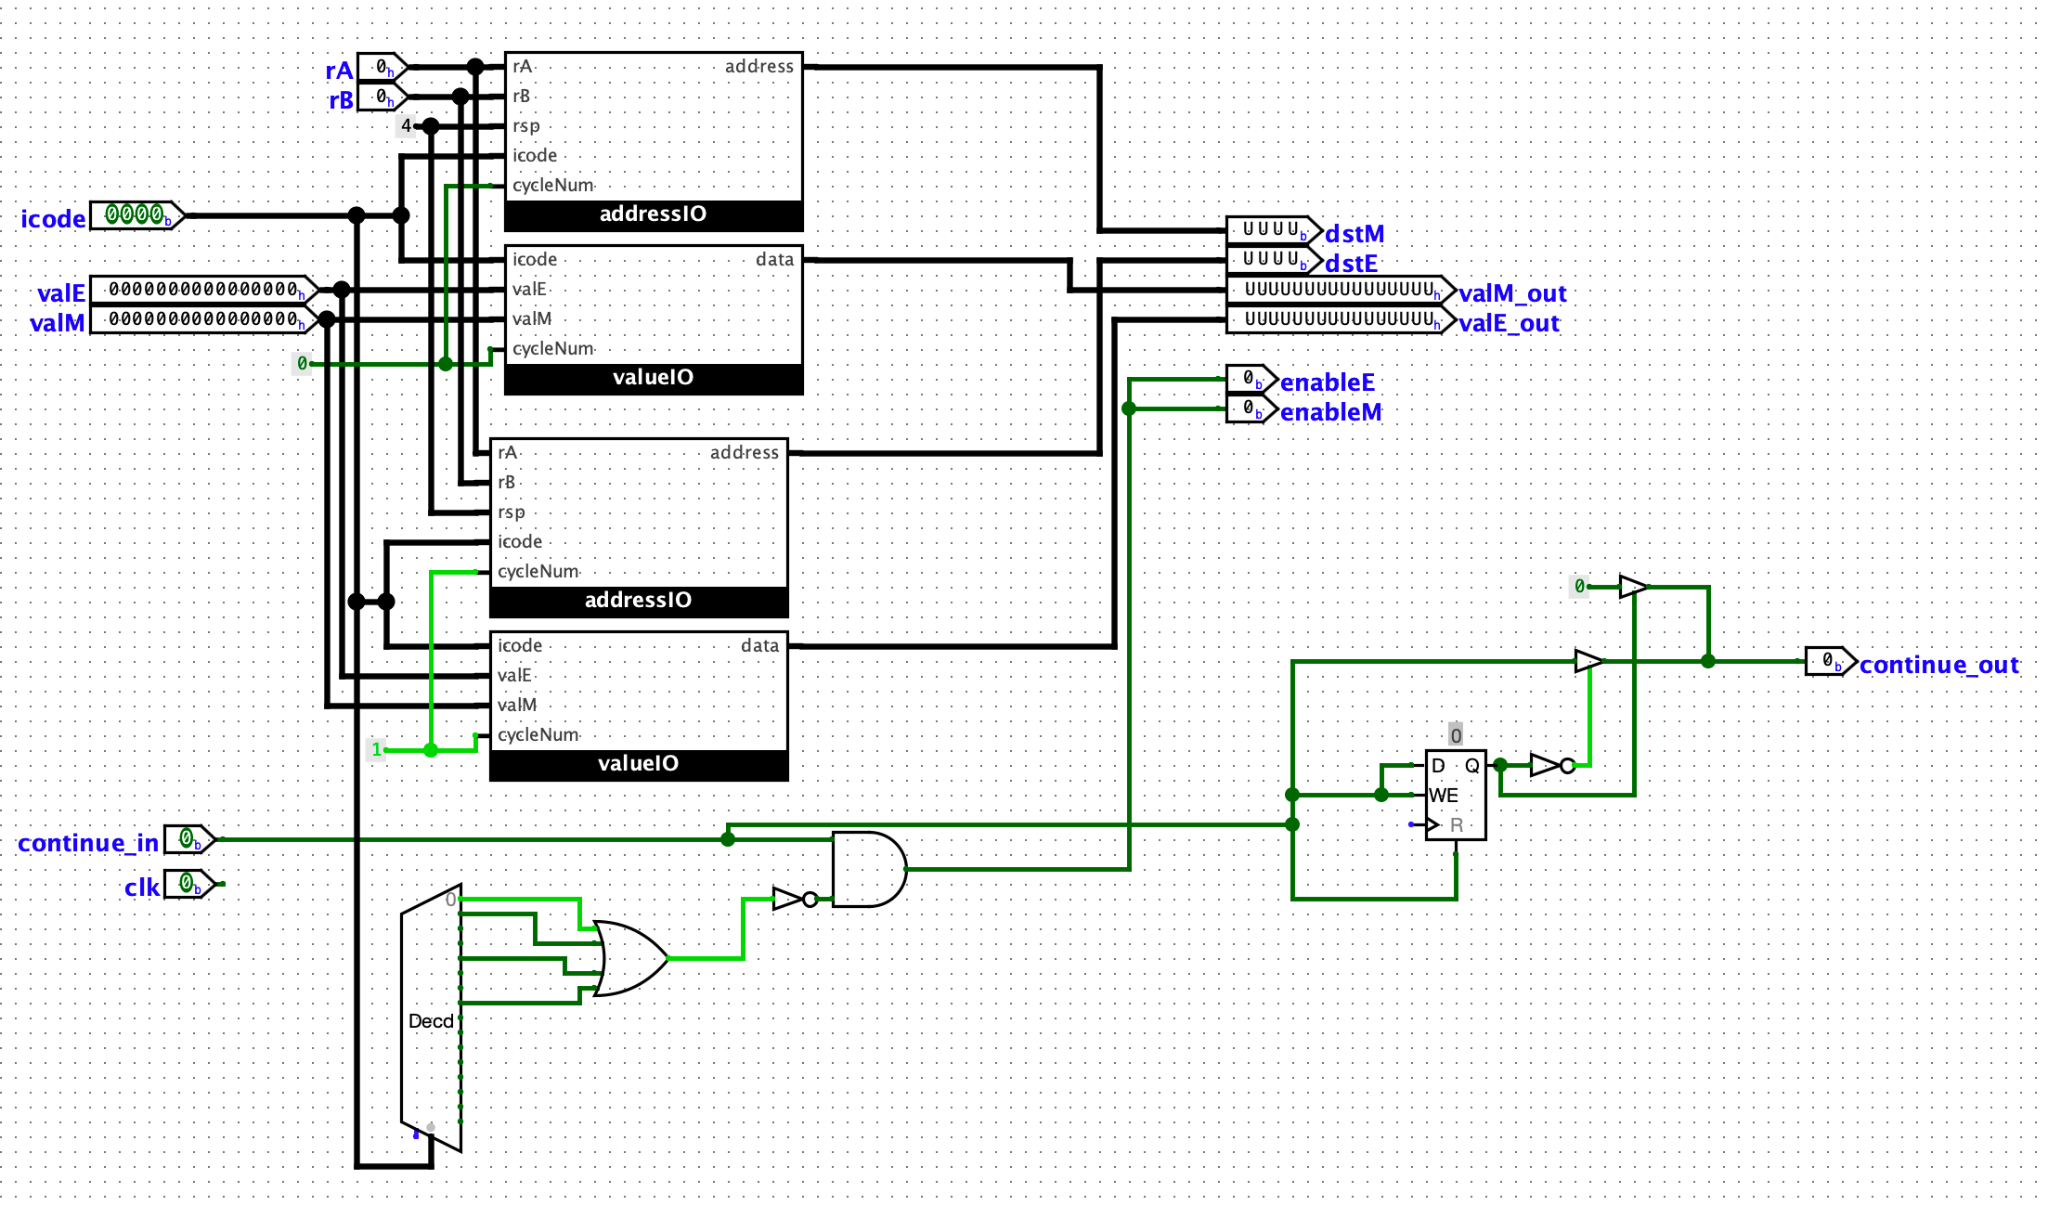 rA 0h rA address
rB 0h rB
4 rsp
icode
cycleNum
addressIO
icode 0000b
icode data
valE 0000000000000000h valE
valM 0000000000000000h valM
cycleNum
0
valueIO
UUUUb dstM
UUUUb dstE
UUUUUUUUUUUUUUUUh valM_out
UUUUUUUUUUUUUUUUh valE_out
0b enableE
0b enableM
rA address
rB
rsp
icode
cycleNum
addressIO
icode data
valE
valM
cycleNum
1
valueIO
0
0b continue_out
0
D Q
WE
R
continue_in 0b
clk 0b
0
Decd